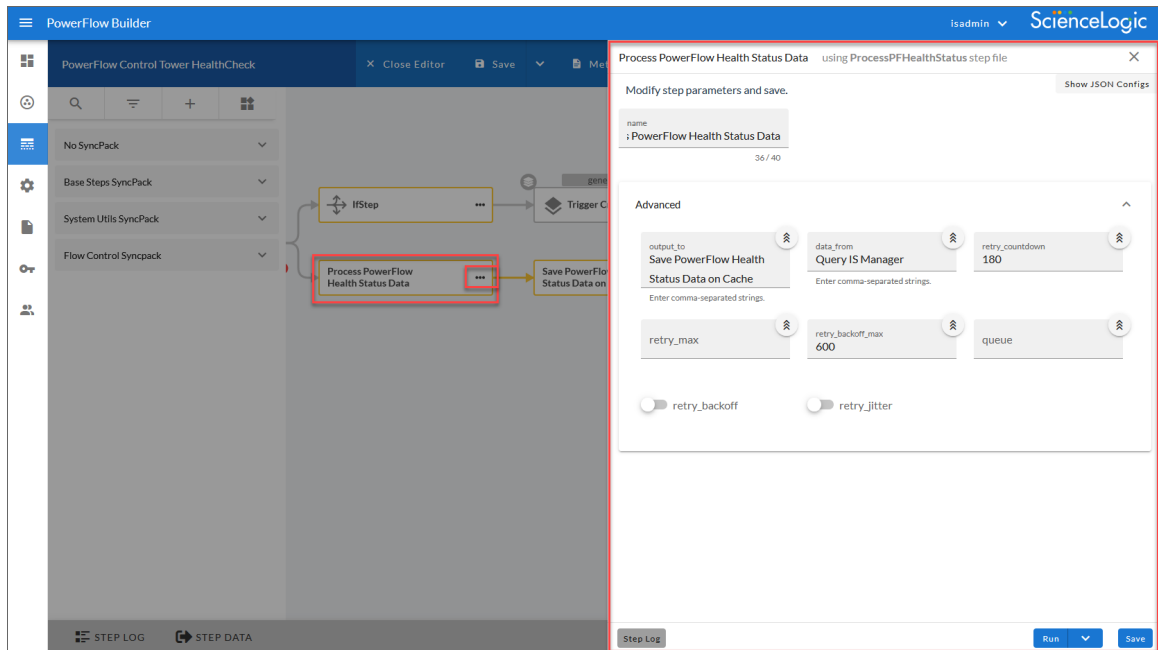 PowerFlow Builder
isadmin
ScienceLogic
PowerFlow Control Tower HealthCheck
Close Editor
Save
Met
Process PowerFlow Health Status Data using ProcessPFHealthStatus step file
Show JSON Configs
Modify step parameters and save.
name
s PowerFlow Health Status Data
36 / 40
No SyncPack
Base Steps SyncPack
System Utils SyncPack
Flow Control Syncpack
gene
IfStep
Trigger C
Process PowerFlow
Health Status Data
Save PowerFlo
Status Data on
Advanced
output_to
Save PowerFlow Health
Status Data on Cache
Enter comma-separated strings.
data_from
Query IS Manager
Enter comma-separated strings.
retry_countdown
180
retry_max
retry_backoff_max
600
queue
retry_backoff
retry_jitter
STEP LOG
STEP DATA
Step Log
Run
Save